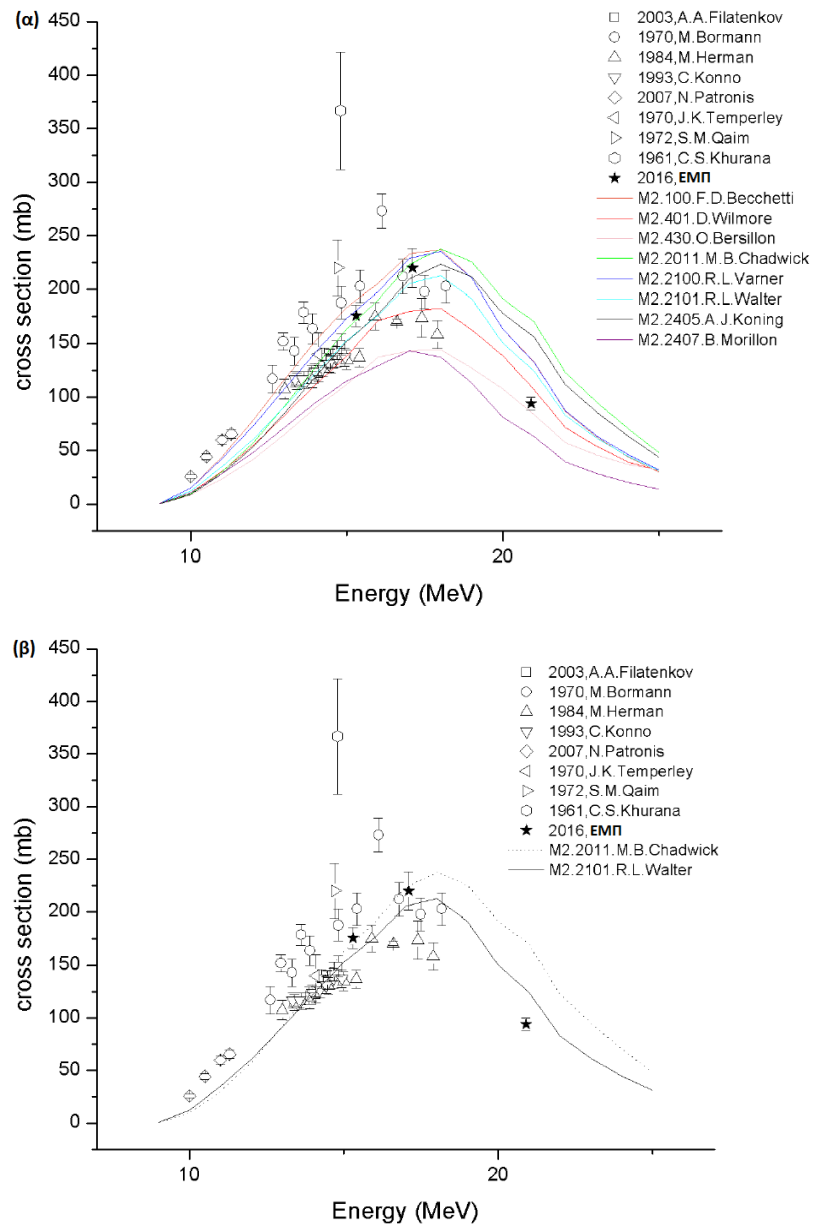 (α)
450
400
350
300
250
200
150
100
50
0
cross section (mb)
10
20
Energy (MeV)
2003,A.A.Filatenkov
1970,M.Bormann
1984,M.Herman
1993,C.Konno
2007,N.Patronis
1970,J.K.Temperley
1972,S.M.Qaim
1961,C.S.Khurana
2016,ΕΜΠ
M2.100.F.D.Becchetti
M2.401.D.Wilmore
M2.430.O.Bersillon
M2.2011.M.B.Chadwick
M2.2100.R.L.Varner
M2.2101.R.L.Walter
M2.2405.A.J.Koning
M2.2407.B.Morillon
(β)
450
400
350
300
250
200
150
100
50
0
cross section (mb)
10
20
Energy (MeV)
2003,A.A.Filatenkov
1970,M.Bormann
1984,M.Herman
1993,C.Konno
2007,N.Patronis
1970,J.K.Temperley
1972,S.M.Qaim
1961,C.S.Khurana
2016,ΕΜΠ
M2.2011.M.B.Chadwick
M2.2101.R.L.Walter